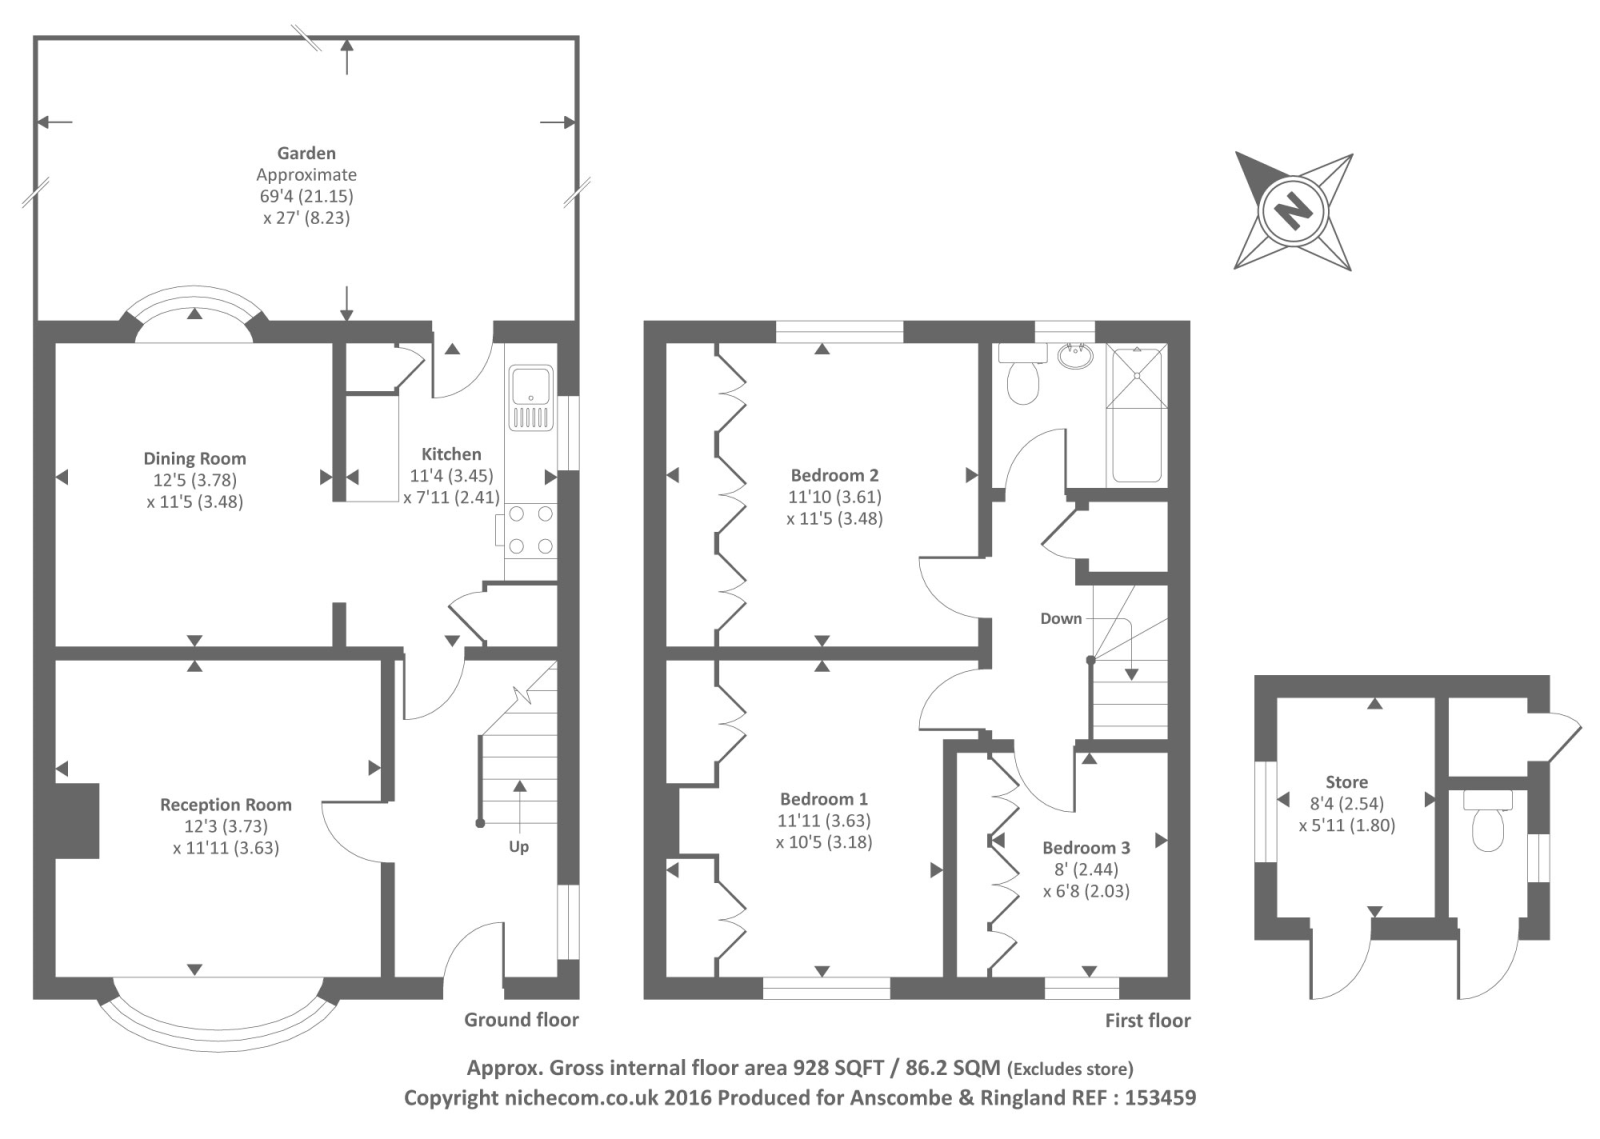 Garden
Approximate
69'4 (21.15)
x 27' (8.23)
N
Dining Room
12'5 (3.78)
x 11'5 (3.48)
Kitchen
11'4 (3.45)
x 7'11 (2.41)
Reception Room
12'3 (3.73)
x 11'11 (3.63)
Up
Ground floor
Bedroom 2
11'10 (3.61)
x 11'5 (3.48)
Down
Bedroom 1
11'11 (3.63)
x 10'5 (3.18)
Bedroom 3
8' (2.44)
x 6'8 (2.03)
First floor
Store
8'4 (2.54)
x 5'11 (1.80)
Approx. Gross internal floor area 928 SQFT / 86.2 SQM (Excludes store)
Copyright nichecom.co.uk 2016 Produced for Anscombe & Ringland REF : 153459